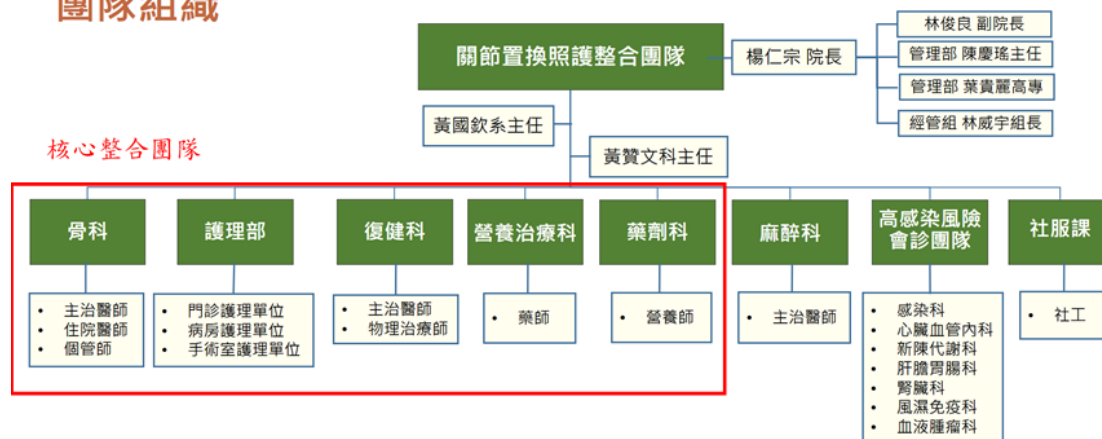 團隊組織
關節置換照護整合團隊
楊仁宗 院長
林俊良 副院長
管理部 陳慶瑤主任
管理部 葉貴麗高專
經管組 林威宇組長
黃國欽系主任
黃贊文科主任
核心整合團隊
骨科
• 主治醫師
• 住院醫師
• 個管師
護理部
• 門診護理單位
• 病房護理單位
• 手術室護理單位
復健科
• 主治醫師
• 物理治療師
營養治療科
• 藥師
藥劑科
• 營養師
麻醉科
• 主治醫師
高感染風險
會診團隊
• 感染科
• 心臟血管內科
• 新陳代謝科
• 肝膽胃腸科
• 腎臟科
• 風濕免疫科
• 血液腫瘤科
社服課
• 社工